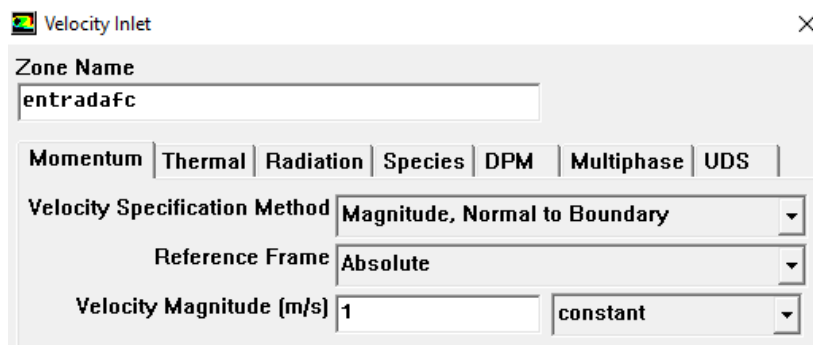 Velocity Inlet
Zone Name
entradafc
Momentum Thermal Radiation Species DPM Multiphase UDS
Velocity Specification Method Magnitude, Normal to Boundary
Reference Frame Absolute
Velocity Magnitude (m/s) 1 constant